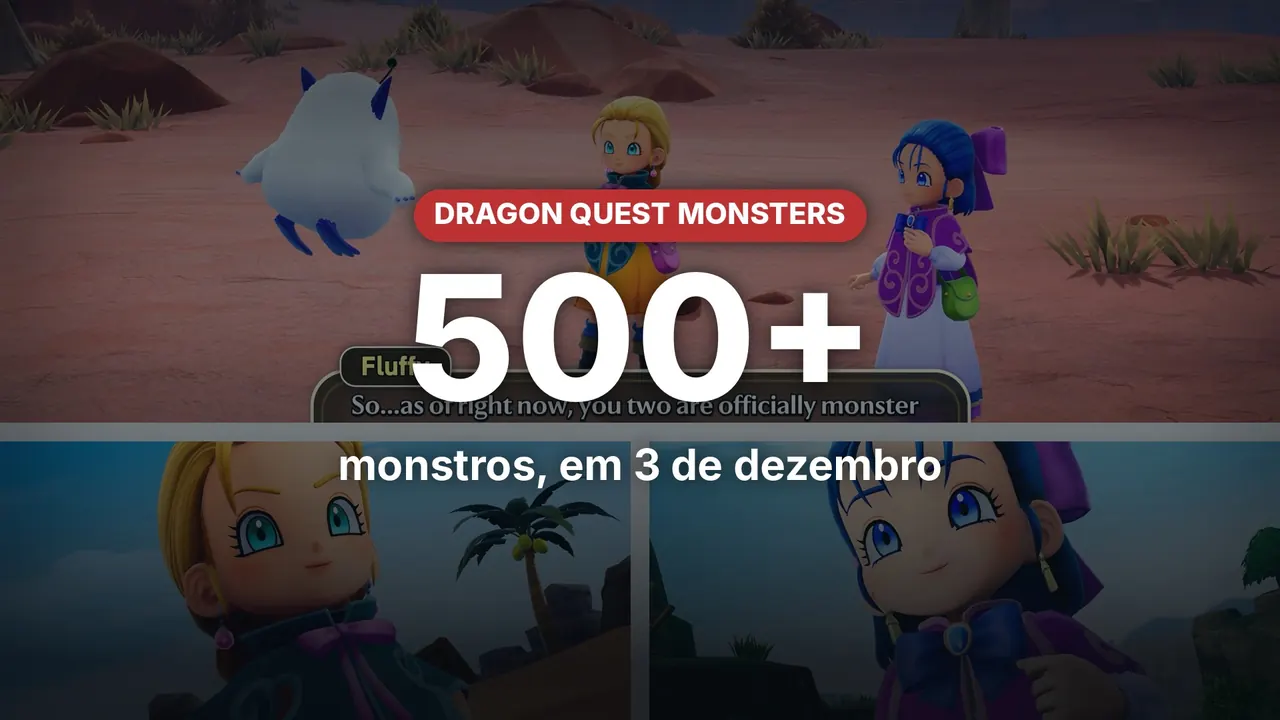 DRAGON QUEST MONSTERS
500+
Fluffy
So...as of right now, you two are officially monster
monstros, em 3 de dezembro